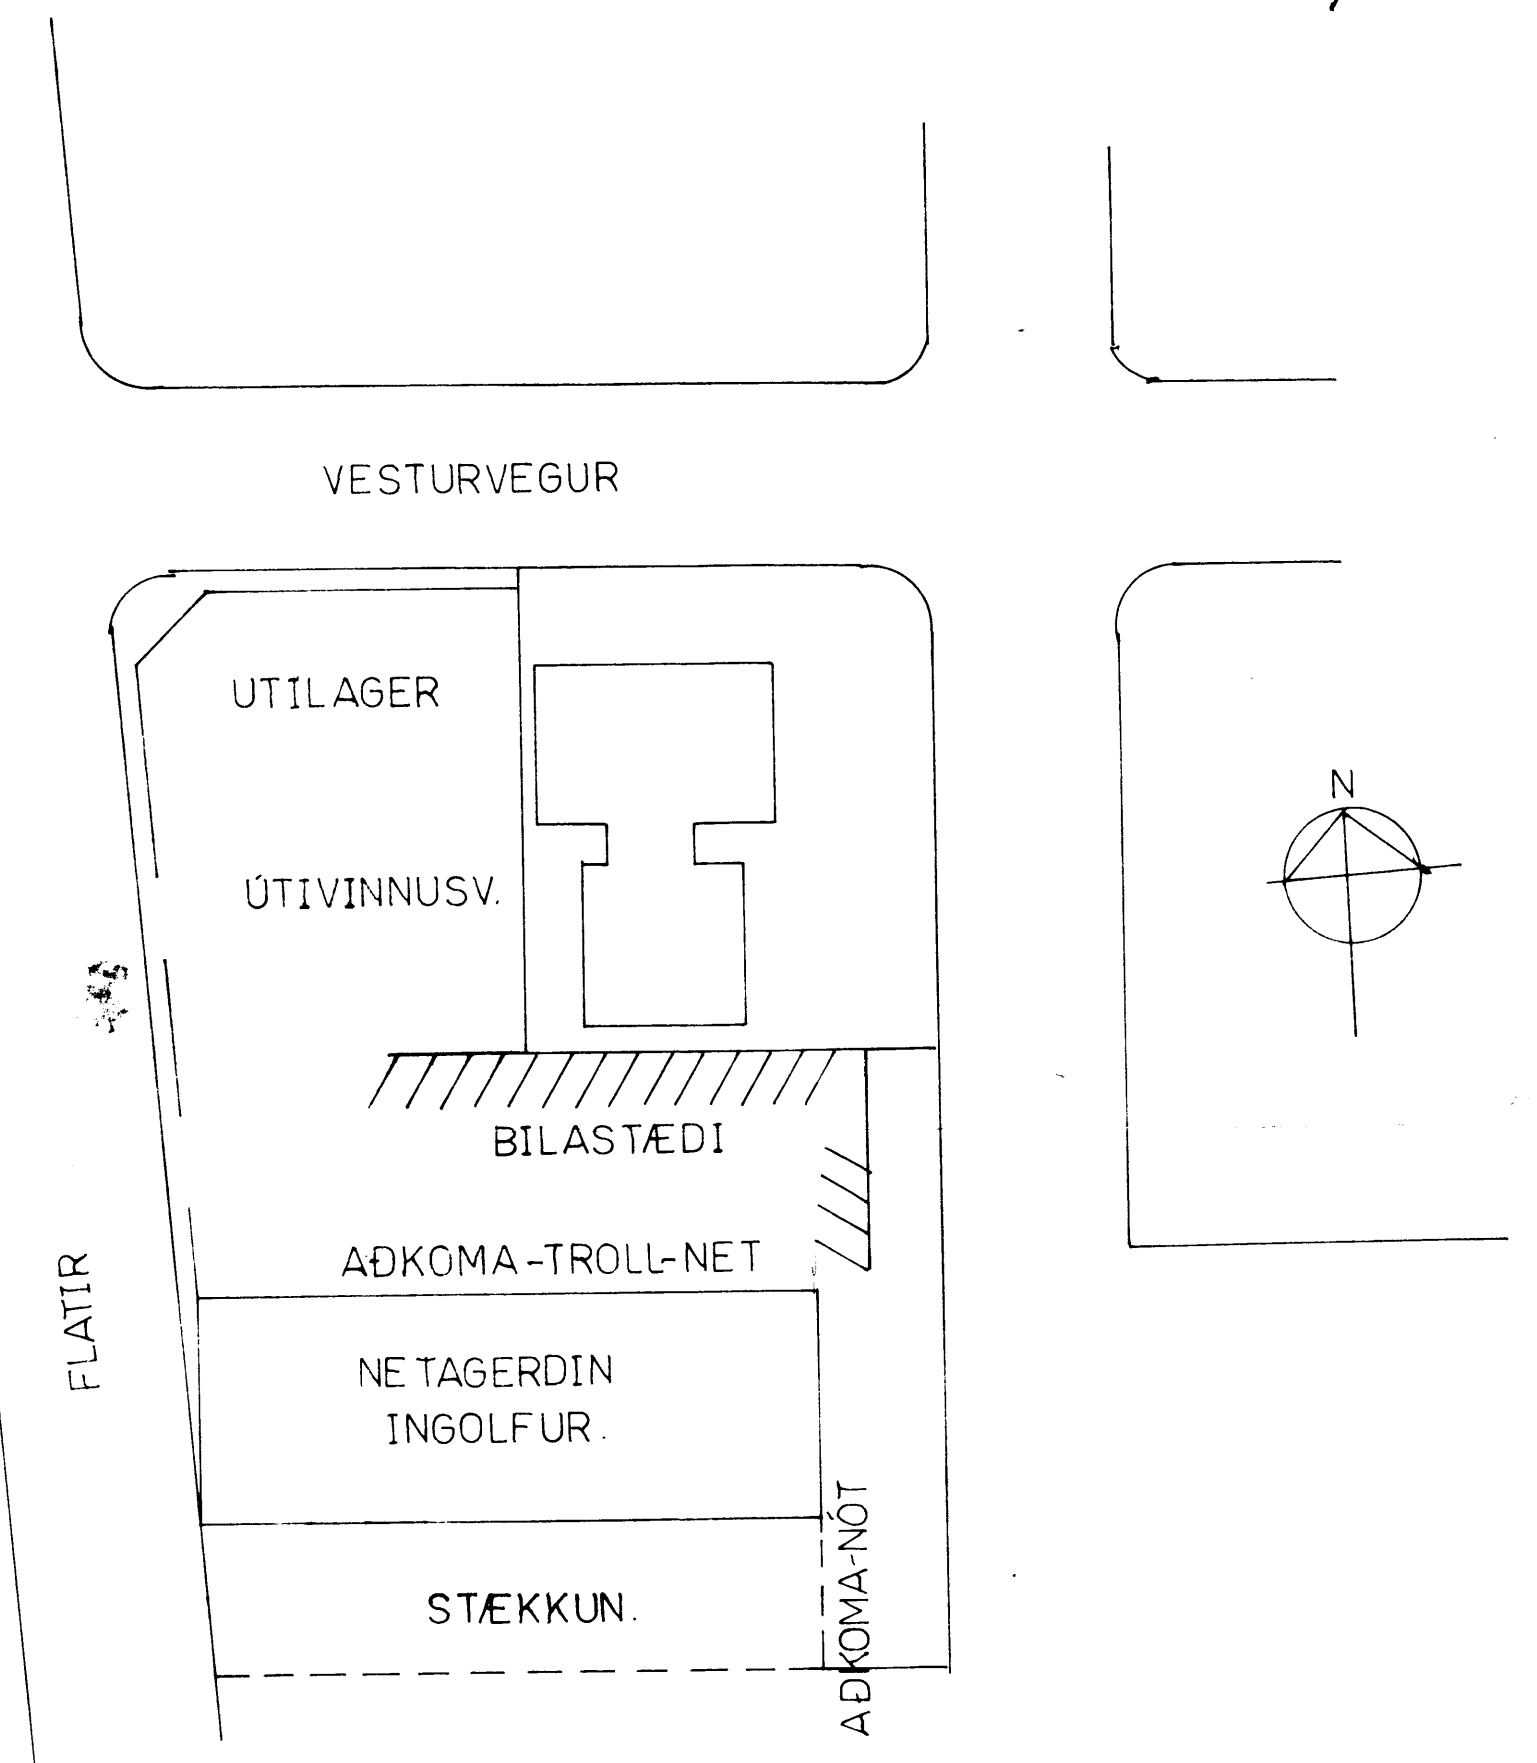 VESTURVEGUR
UTILAGER
N
ÚTIVINNUSV.
BILASTÆDI
AÐKOMA-TROLL-NET
FLATIR
NETAGERDIN
INGOLFUR.
AÐKOMA-NÓT
STÆKKUN.